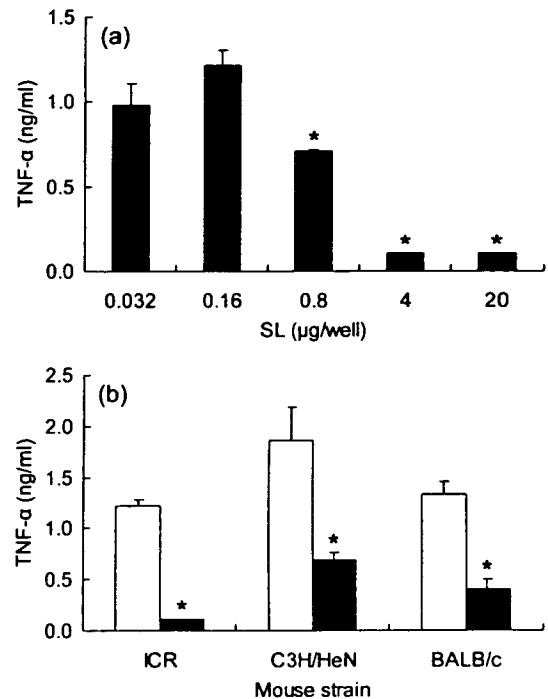 (a)
TNF-α (ng/ml)
1.5
1.0
0.5
0.0
*
*
*
0.032 0.16 0.8 4 20
SL (µg/well)
(b)
TNF-α (ng/ml)
2.5
2.0
1.5
1.0
0.5
0.0
*
*
*
ICR C3H/HeN BALB/c
Mouse strain